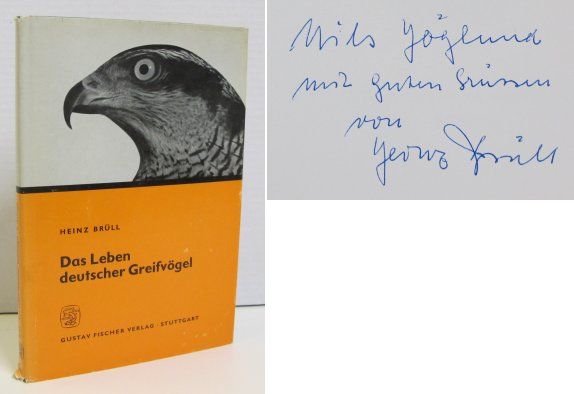 HEINZ BRÜLL
Das Leben
deutscher Greifvögel
GUSTAV FISCHER VERLAG · STUTTGART
Nils Höglund
mit guten Grüssen
von
Heinz Brüll